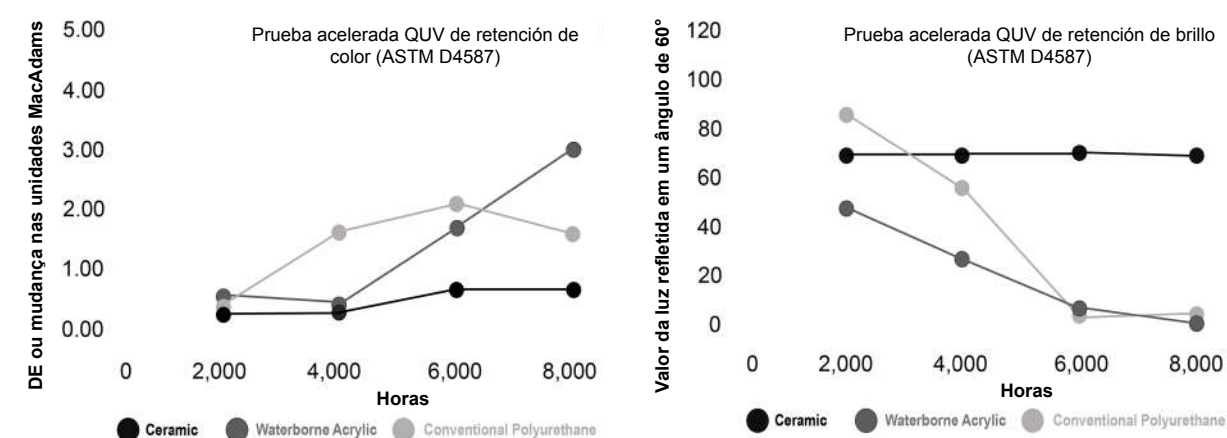 DE ou mudança nas unidades MacAdams
Prueba acelerada QUV de retención de
color (ASTM D4587)
5.00
4.00
3.00
2.00
1.00
0.00
0 2,000 4,000 6,000 8,000
Horas
Ceramic Waterborne Acrylic Conventional Polyurethane
Valor da luz refletida em um ângulo de 60°
Prueba acelerada QUV de retención de brillo
(ASTM D4587)
120
100
80
60
40
20
0
0 2,000 4,000 6,000 8,000
Horas
Ceramic Waterborne Acrylic Conventional Polyurethane